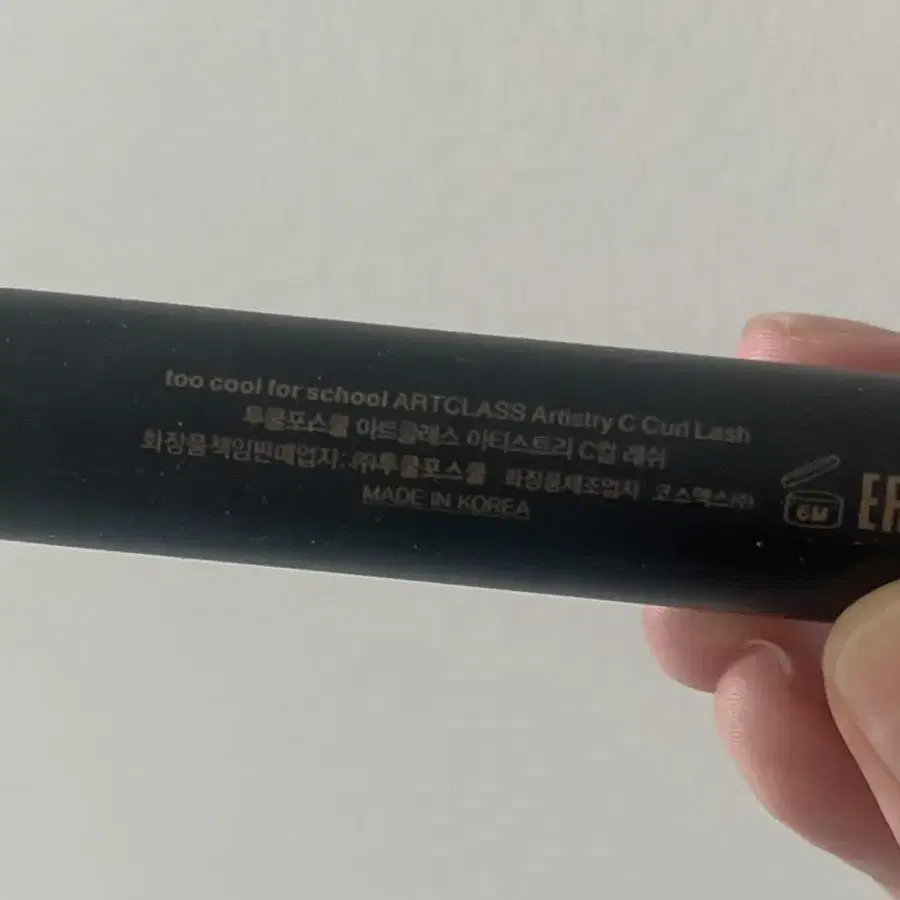 too cool for school ARTCLASS Artistry C Curl Lash
투쿨포스쿨 아트클래스 아티스트리 C컬 래쉬
화장품책임판매업자: ㈜투쿨포스쿨 화장품제조업자 코스맥스㈜
MADE IN KOREA
6M